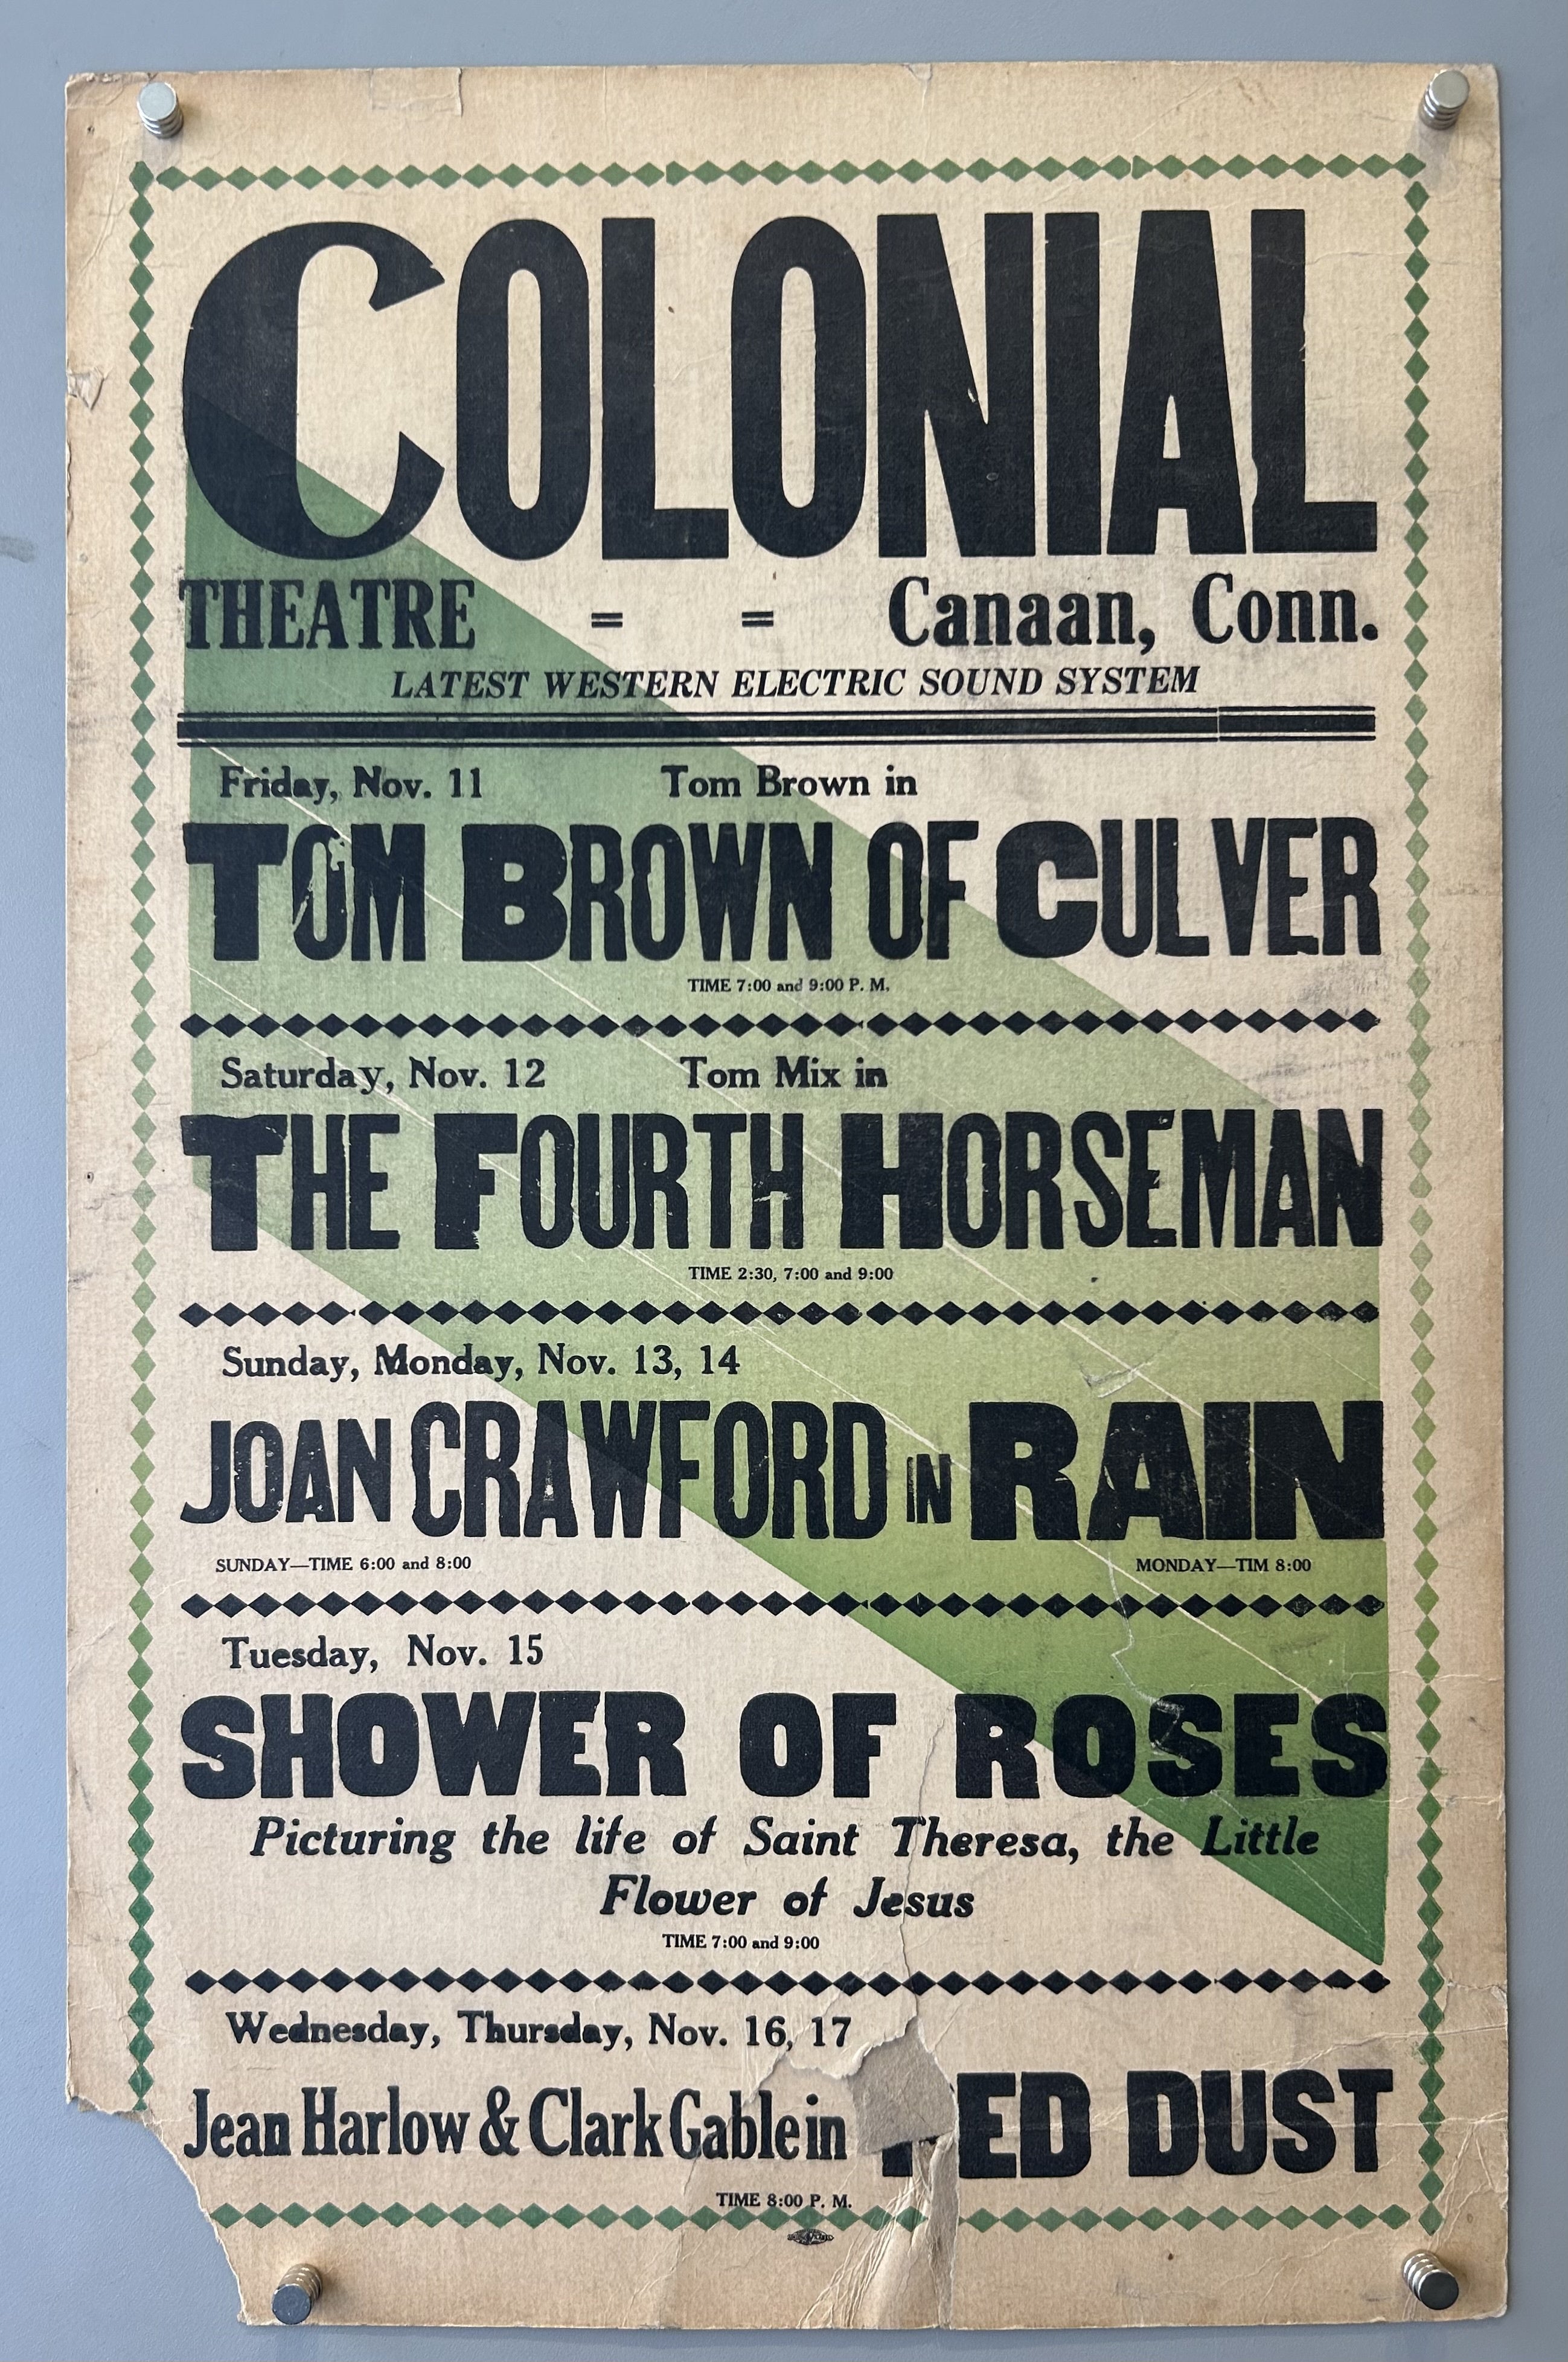 COLONIAL
THEATRE = = Canaan, Conn.
LATEST WESTERN ELECTRIC SOUND SYSTEM
Friday, Nov. 11 Tom Brown in
TOM BROWN OF CULVER
TIME 7:00 and 9:00 P. M.
Saturday, Nov. 12 Tom Mix in
THE FOURTH HORSEMAN
TIME 2:30, 7:00 and 9:00
Sunday, Monday, Nov. 13, 14
JOAN CRAWFORD IN RAIN
SUNDAY—TIME 6:00 and 8:00 MONDAY—TIM 8:00
Tuesday, Nov. 15
SHOWER OF ROSES
Picturing the life of Saint Theresa, the Little
Flower of Jesus
TIME 7:00 and 9:00
Wednesday, Thursday, Nov. 16, 17
Jean Harlow & Clark Gable in RED DUST
TIME 8:00 P. M.